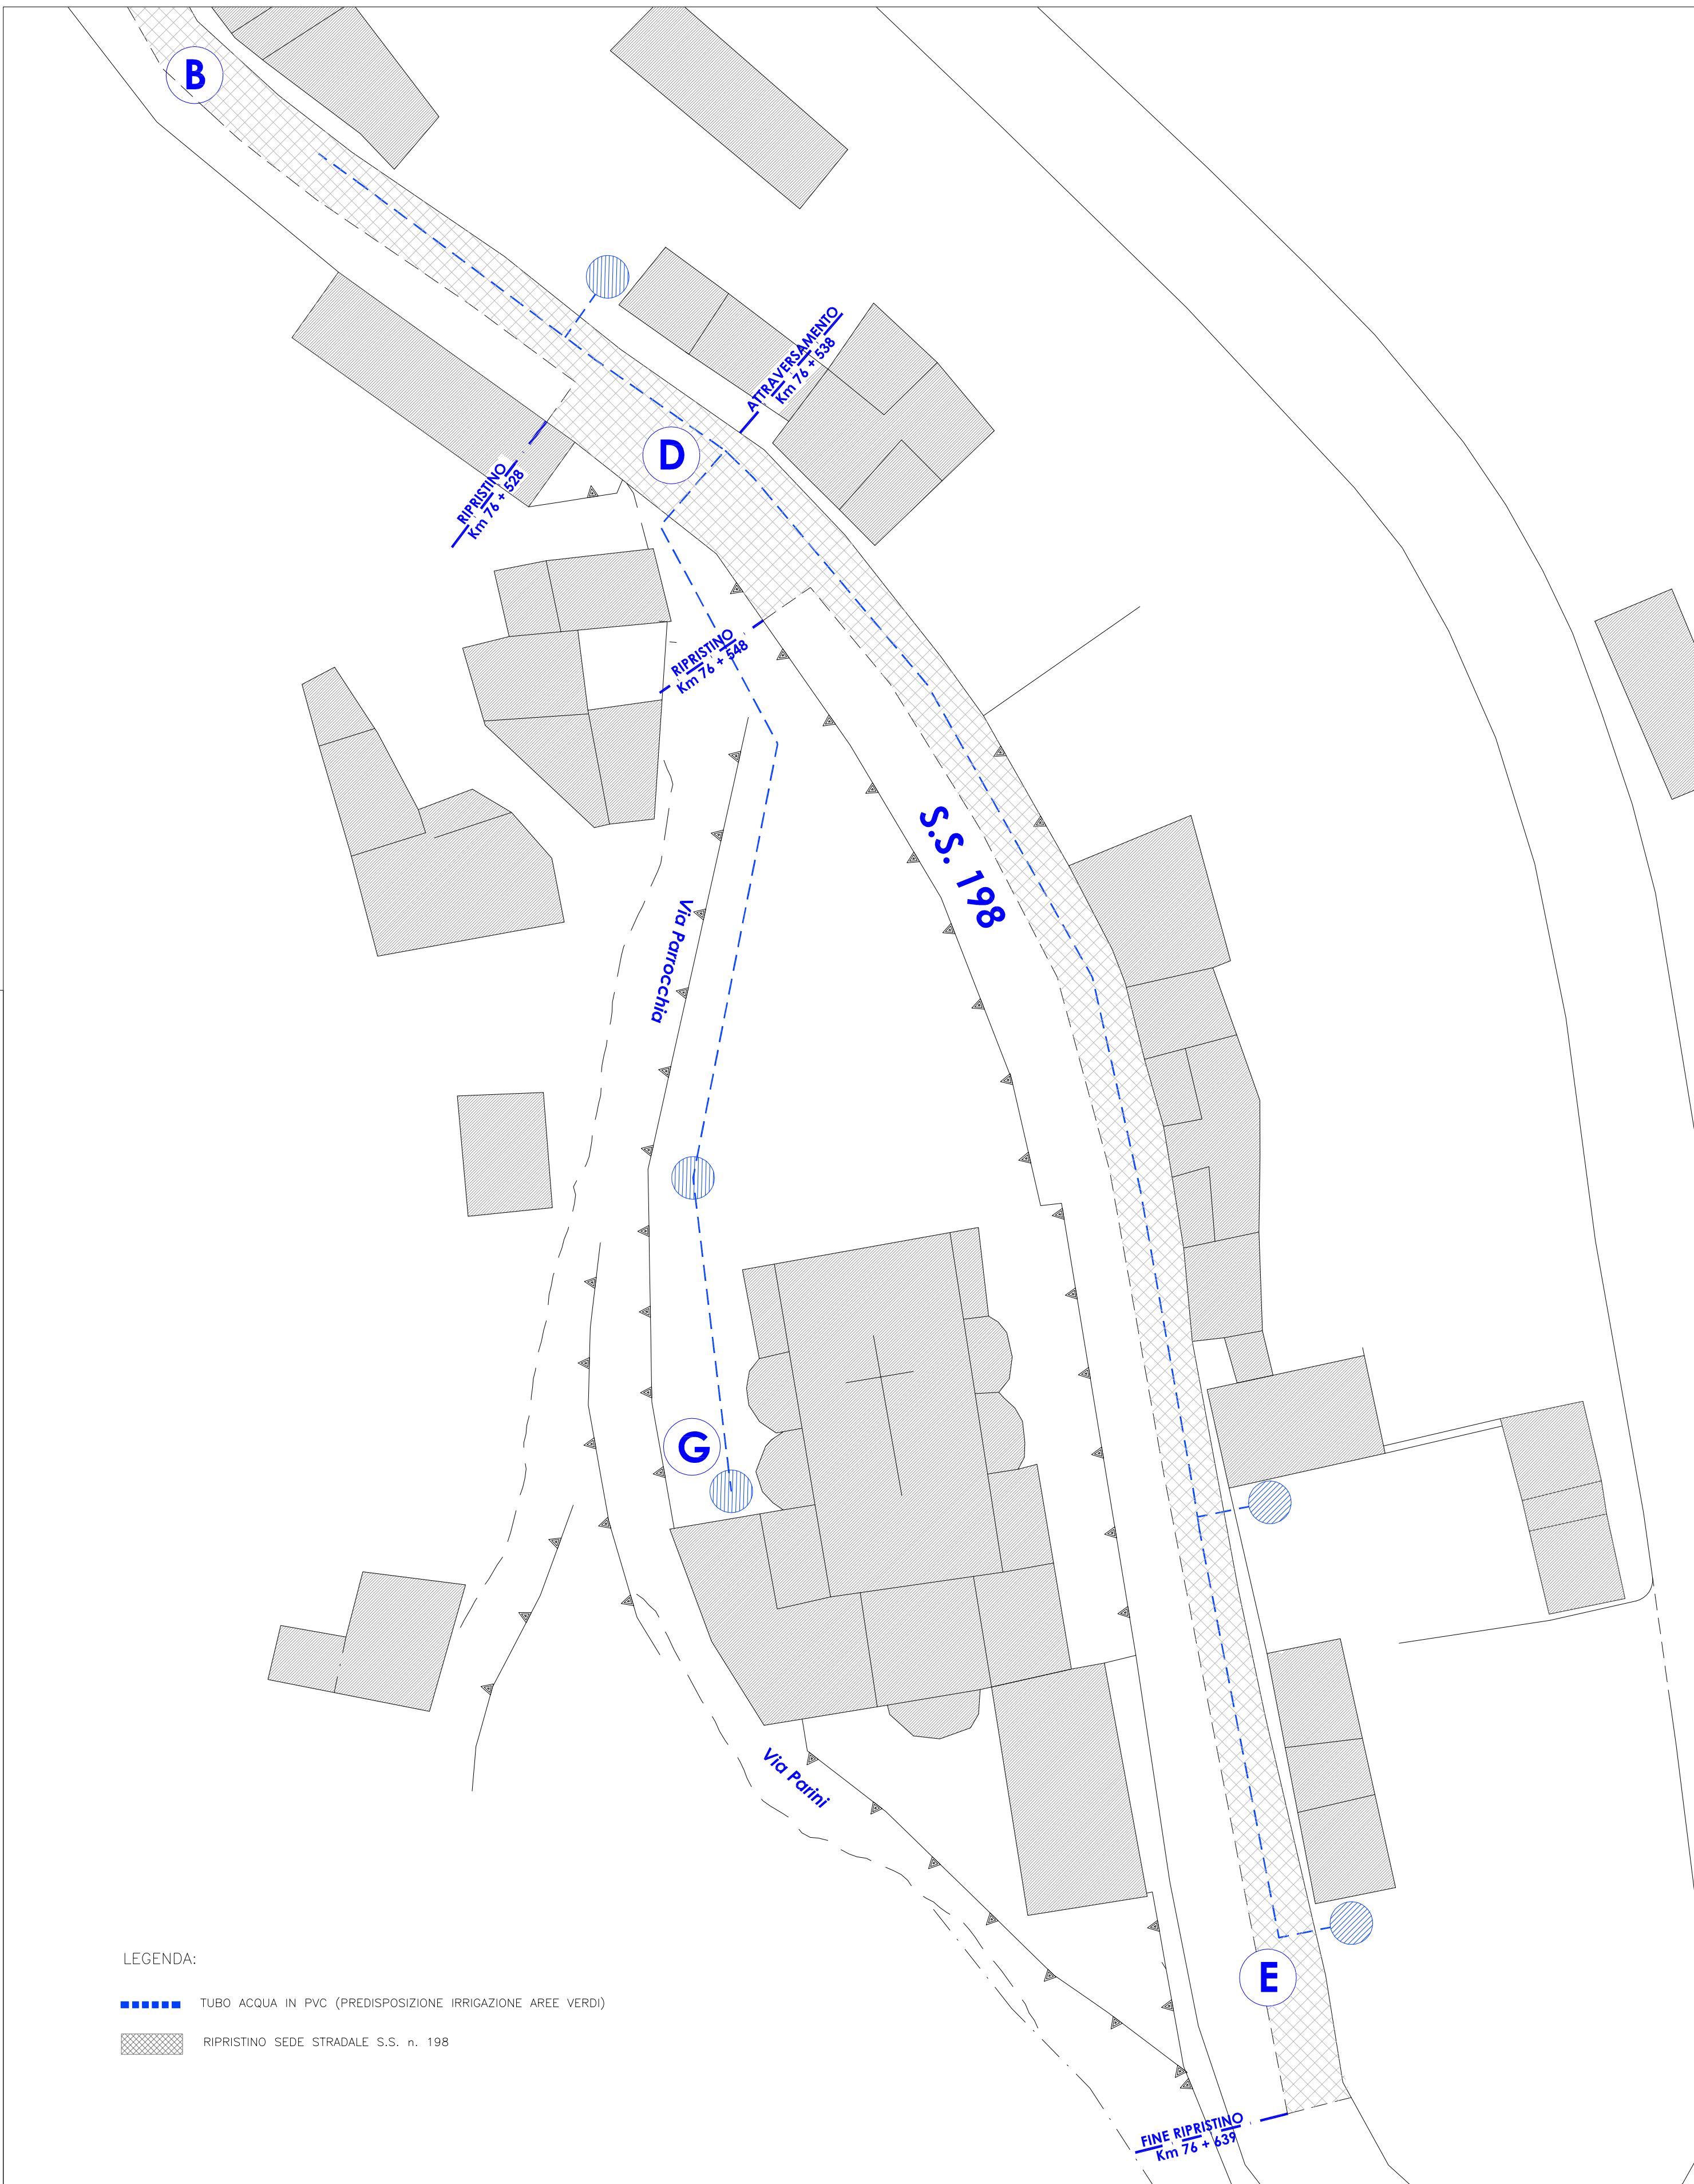 B
ATTRAVERSAMENTO
Km 76 + 538
D
RIPRISTINO
Km 76 + 528
RIPRISTINO
Km 76 + 548
S.S. 198
Via Parrocchia
G
Via Parini
E
LEGENDA:
TUBO ACQUA IN PVC (PREDISPOSIZIONE IRRIGAZIONE AREE VERDI)
RIPRISTINO SEDE STRADALE S.S. n. 198
FINE RIPRISTINO
Km 76 + 639